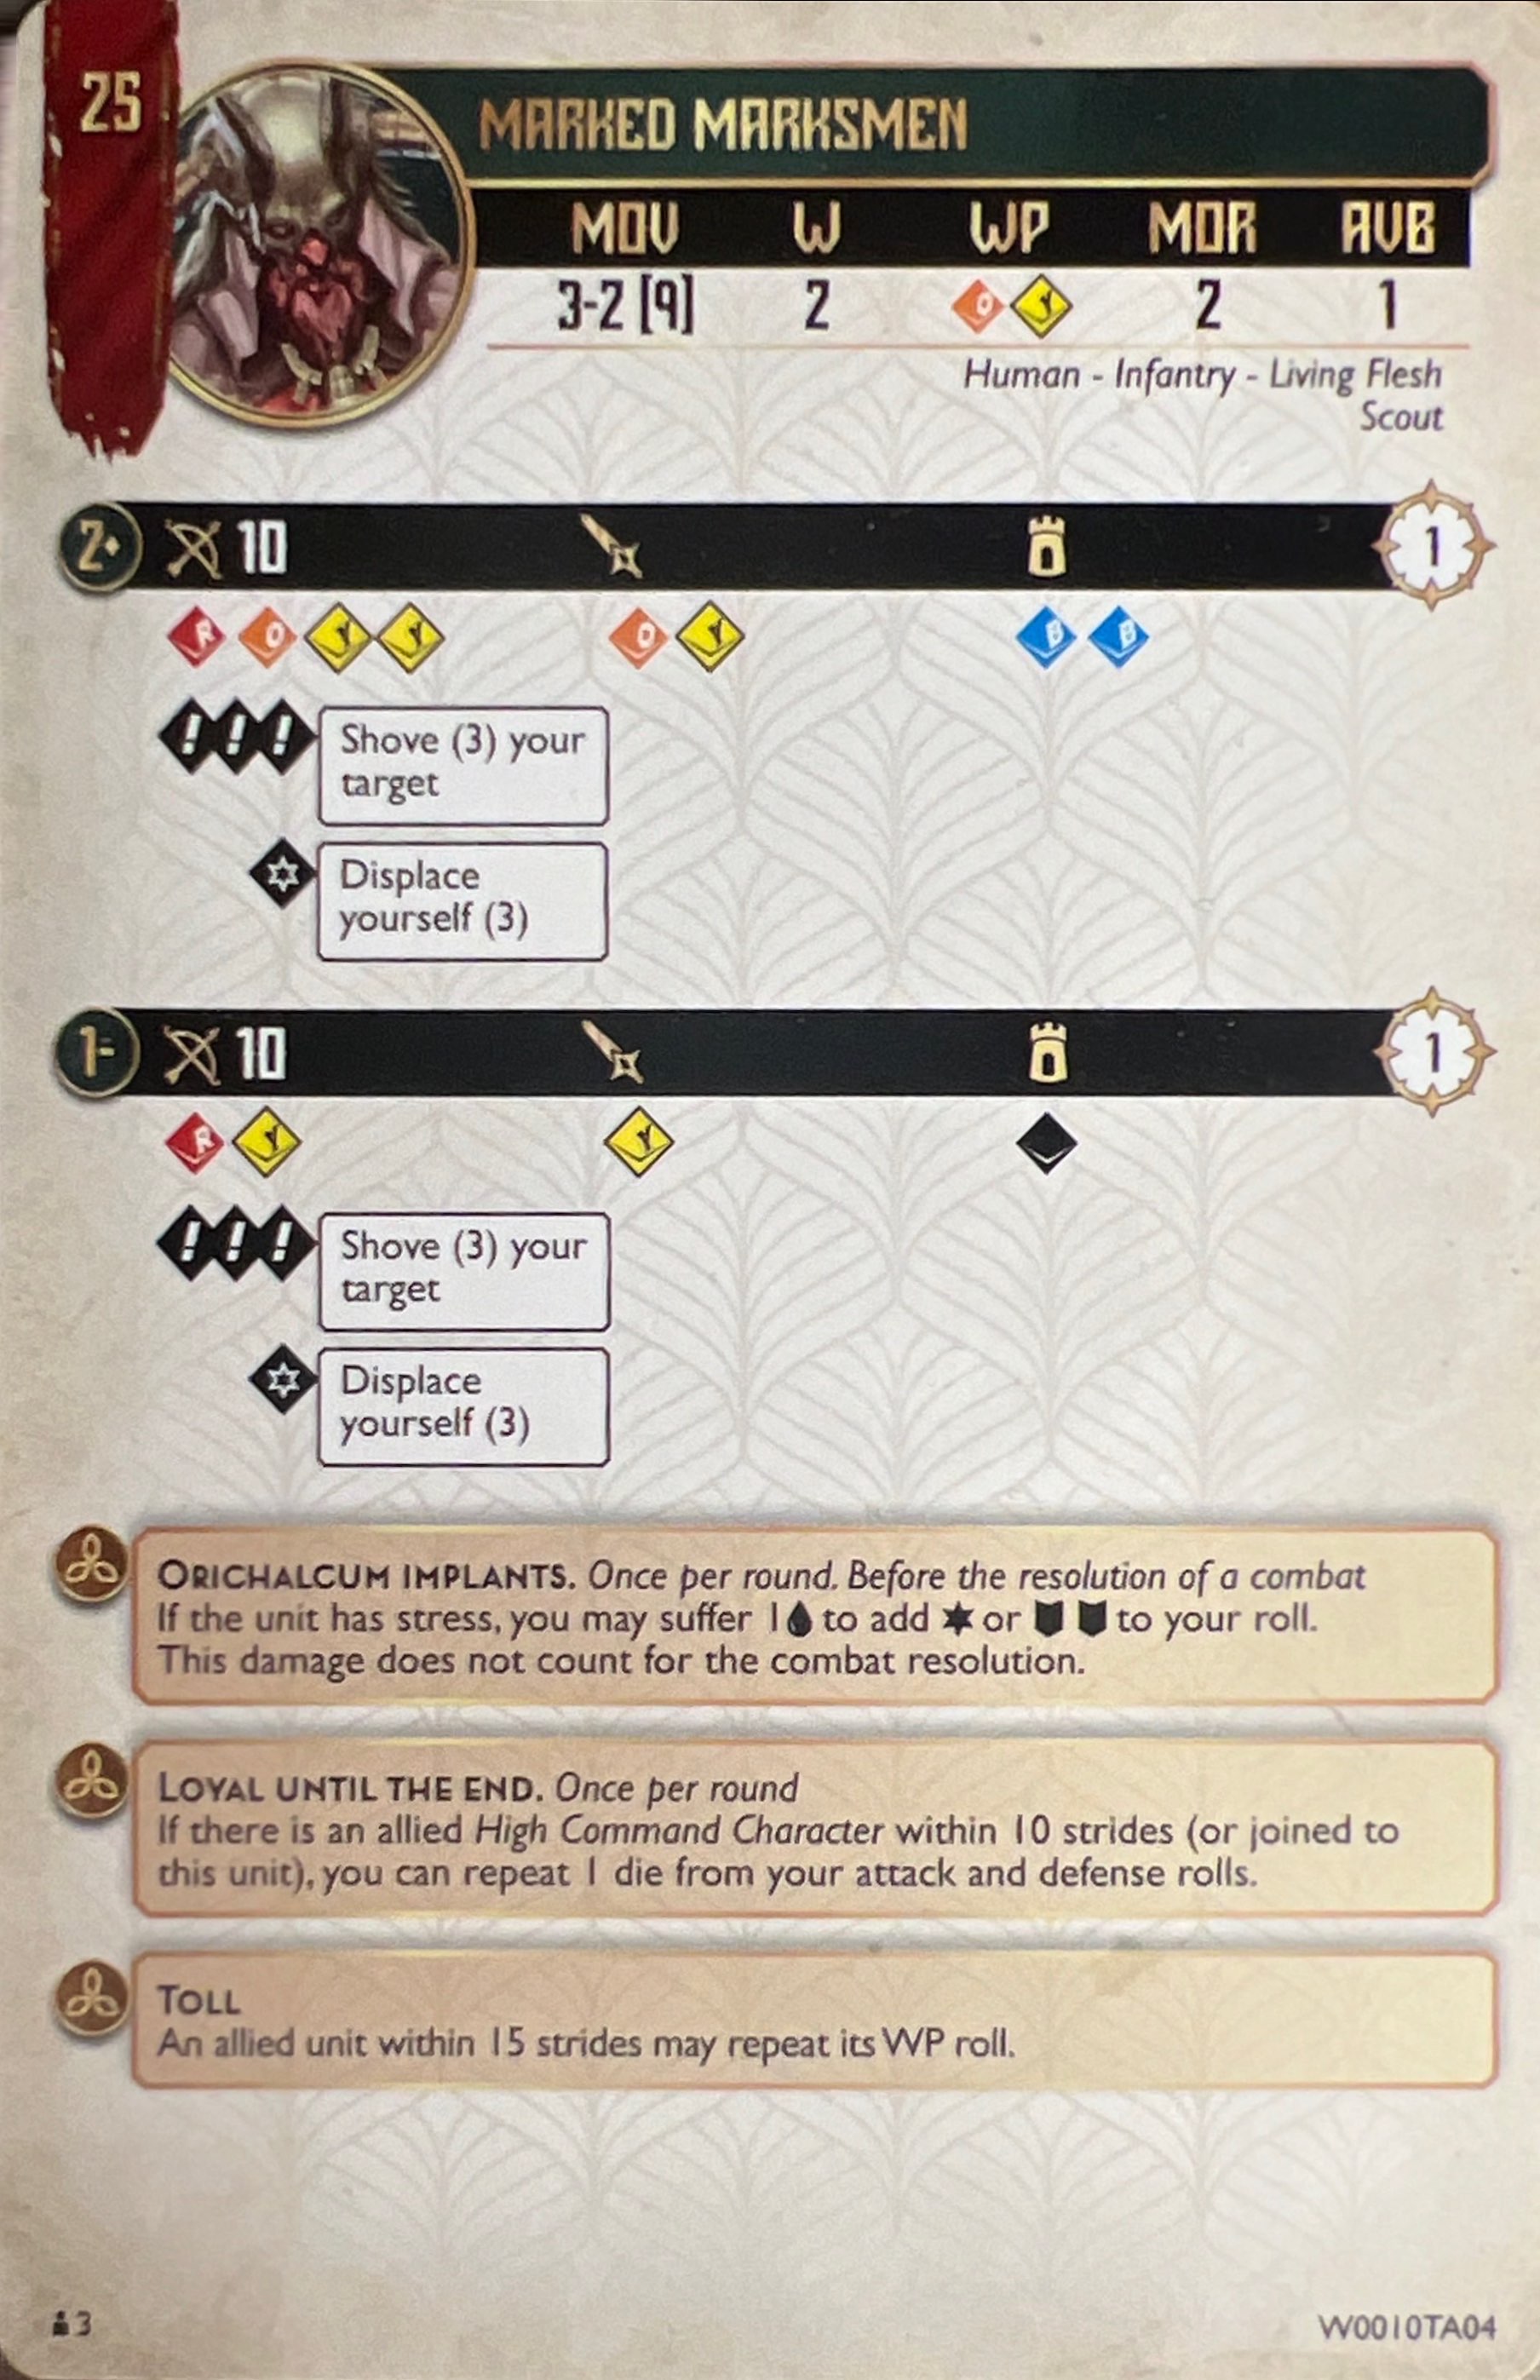 25
MARKED MARKSMEN
MOV W WP MOR AVB
3-2 [9] 2 O Y 2 1
Human - Infantry - Living Flesh
Scout
2+ 10 1
R O Y Y O Y B B
! ! ! Shove (3) your
target
Displace
yourself (3)
1- 10 1
R Y Y
! ! ! Shove (3) your
target
Displace
yourself (3)
ORICHALCUM IMPLANTS. Once per round. Before the resolution of a combat
If the unit has stress, you may suffer 1 to add or to your roll.
This damage does not count for the combat resolution.
LOYAL UNTIL THE END. Once per round
If there is an allied High Command Character within 10 strides (or joined to
this unit), you can repeat 1 die from your attack and defense rolls.
TOLL
An allied unit within 15 strides may repeat its WP roll.
3
W0010TA04